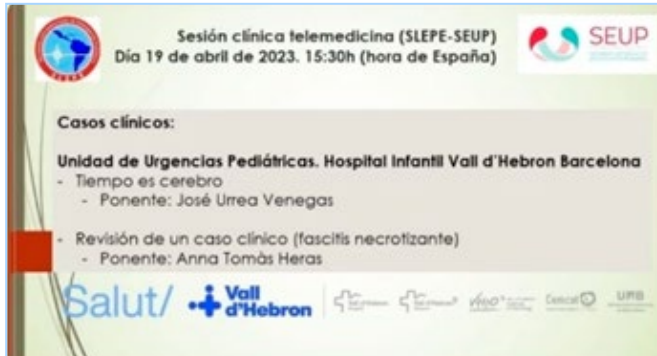 Sesión clínica telemedicina (SLEPE-SEUP)
Día 19 de abril de 2023. 15:30h (hora de España)
SEUP
Casos clínicos:
Unidad de Urgencias Pediátricas. Hospital Infantil Vall d'Hebron Barcelona
- Tiempo es cerebro
- Ponente: José Urrea Venegas
- Revisión de un caso clínico (fascitis necrotizante)
- Ponente: Anna Tomàs Heras
Salut/
Vall
d'Hebron